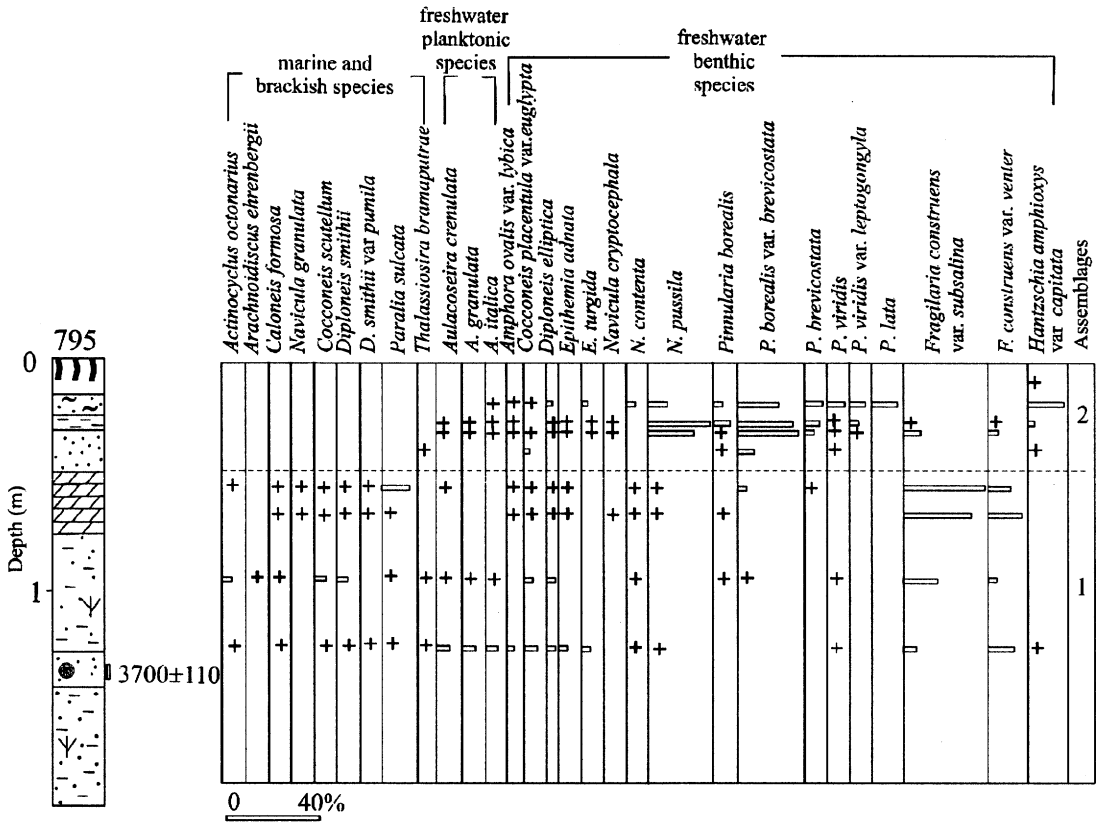 freshwater
planktonic
species
marine and
brackish species
freshwater
benthic
species
Actinocyclus octonarius
Arachnoidiscus ehrenbergii
Caloneis formosa
Navicula granulata
Cocconeis scutellum
Diploneis smithii
D. smithii var pumila
Paralia sulcata
Thalassiosira bramuputrae
Aulacoseira crenulata
A. granulata
A. italica
Amphora ovalis var. lybica
Cocconeis placentula var. euglypta
Diploneis elliptica
Epithemia adnata
E. turgida
Navicula cryptocephala
N. contenta
N. pussila
Pinnularia borealis
P. borealis var. brevicostata
P. brevicostata
P. viridis
P. viridis var. leptogongyla
P. lata
Fragilaria construens
var. subsalina
F. construens var. venter
Hantzschia amphioxys
var capitata
Assemblages
795
0
2
Depth (m)
1
1
3700±110
0 40%